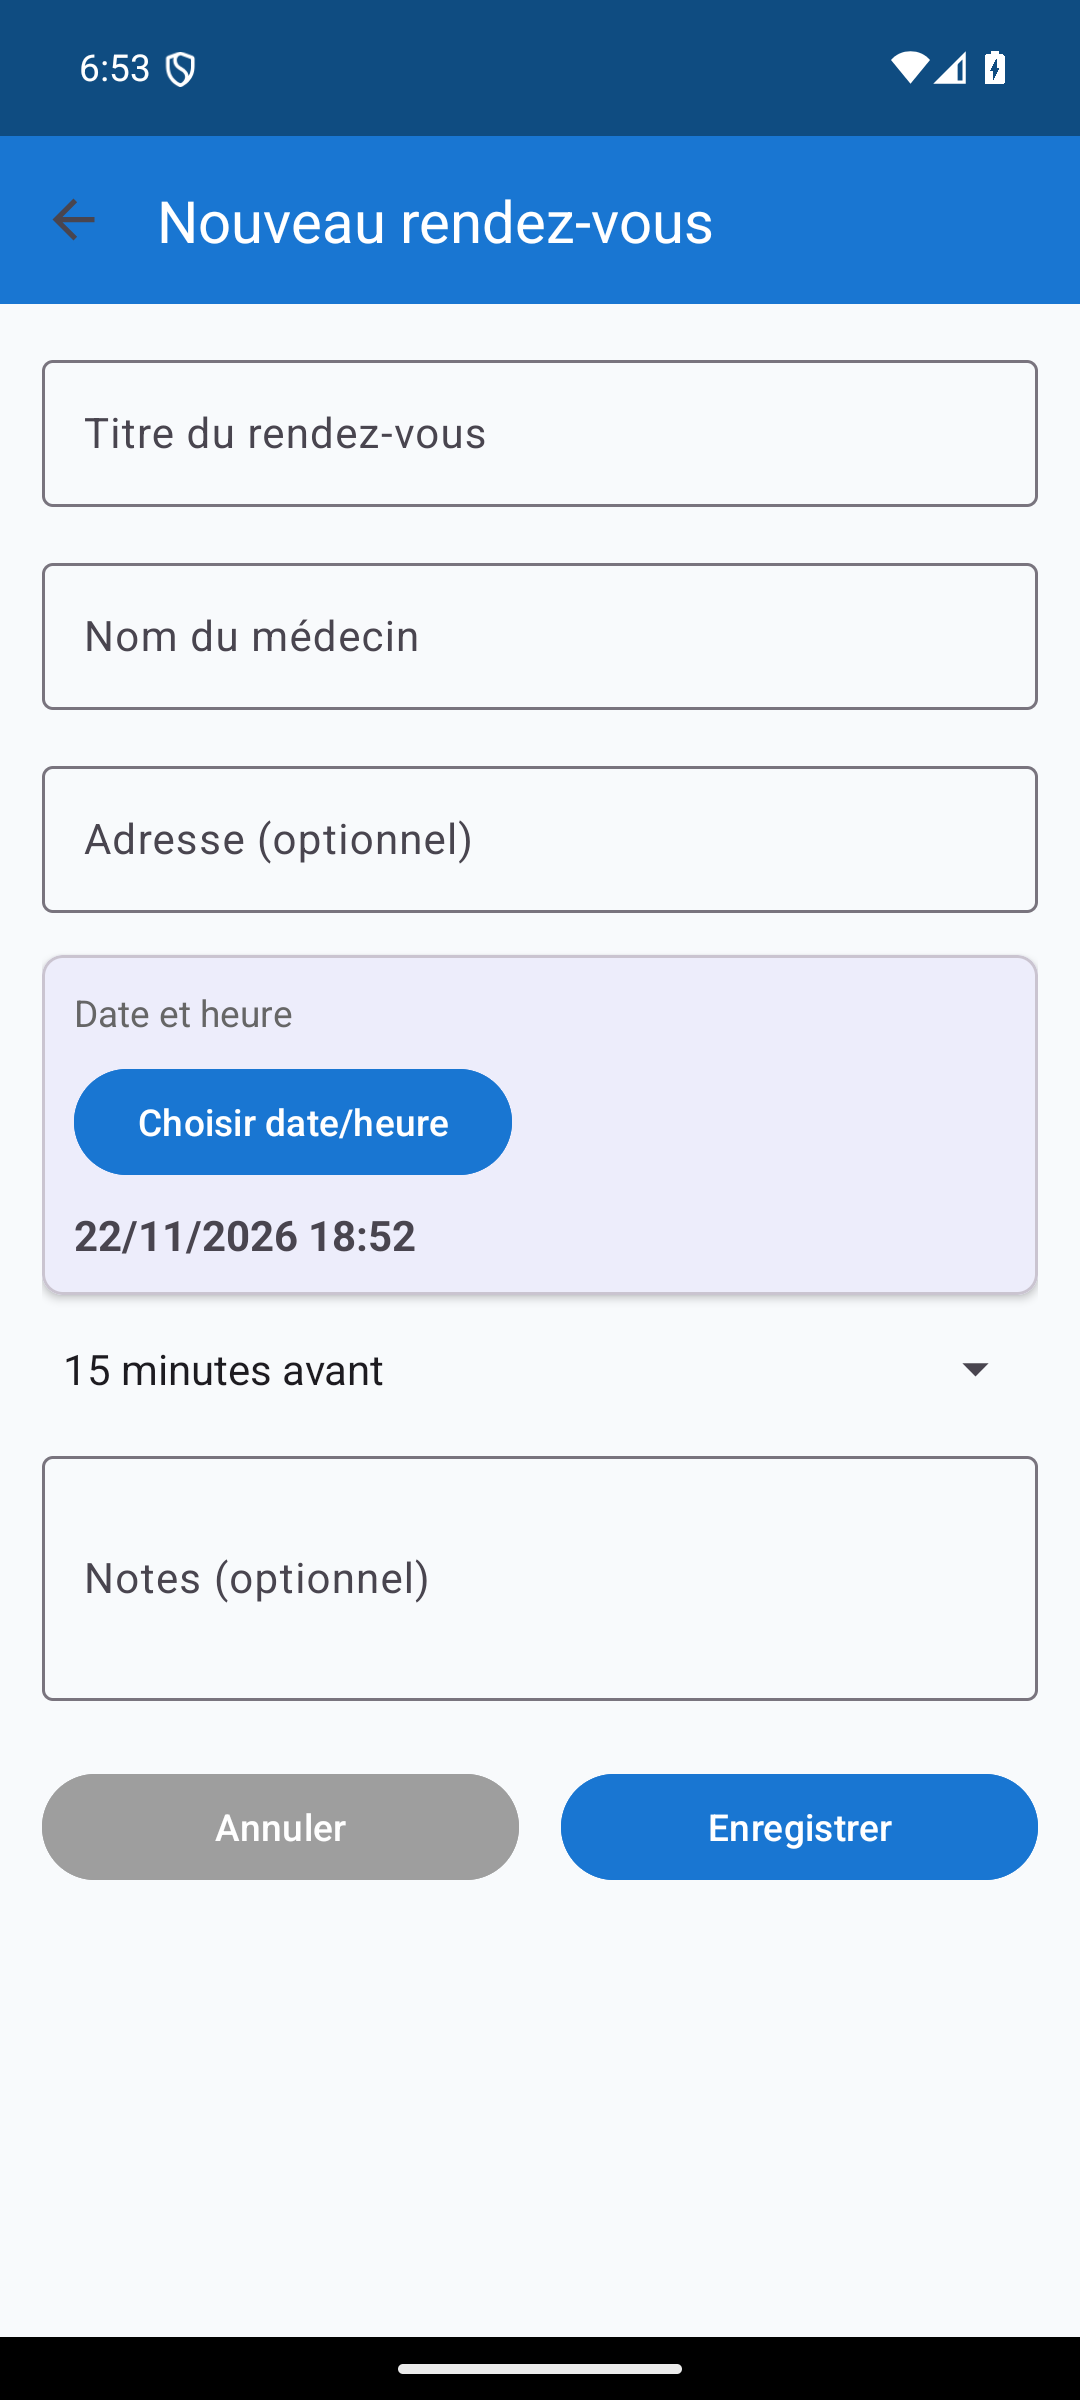 6:53
Nouveau rendez-vous
Titre du rendez-vous
Nom du médecin
Adresse (optionnel)
Date et heure
Choisir date/heure
22/11/2026 18:52
15 minutes avant
Notes (optionnel)
Annuler
Enregistrer